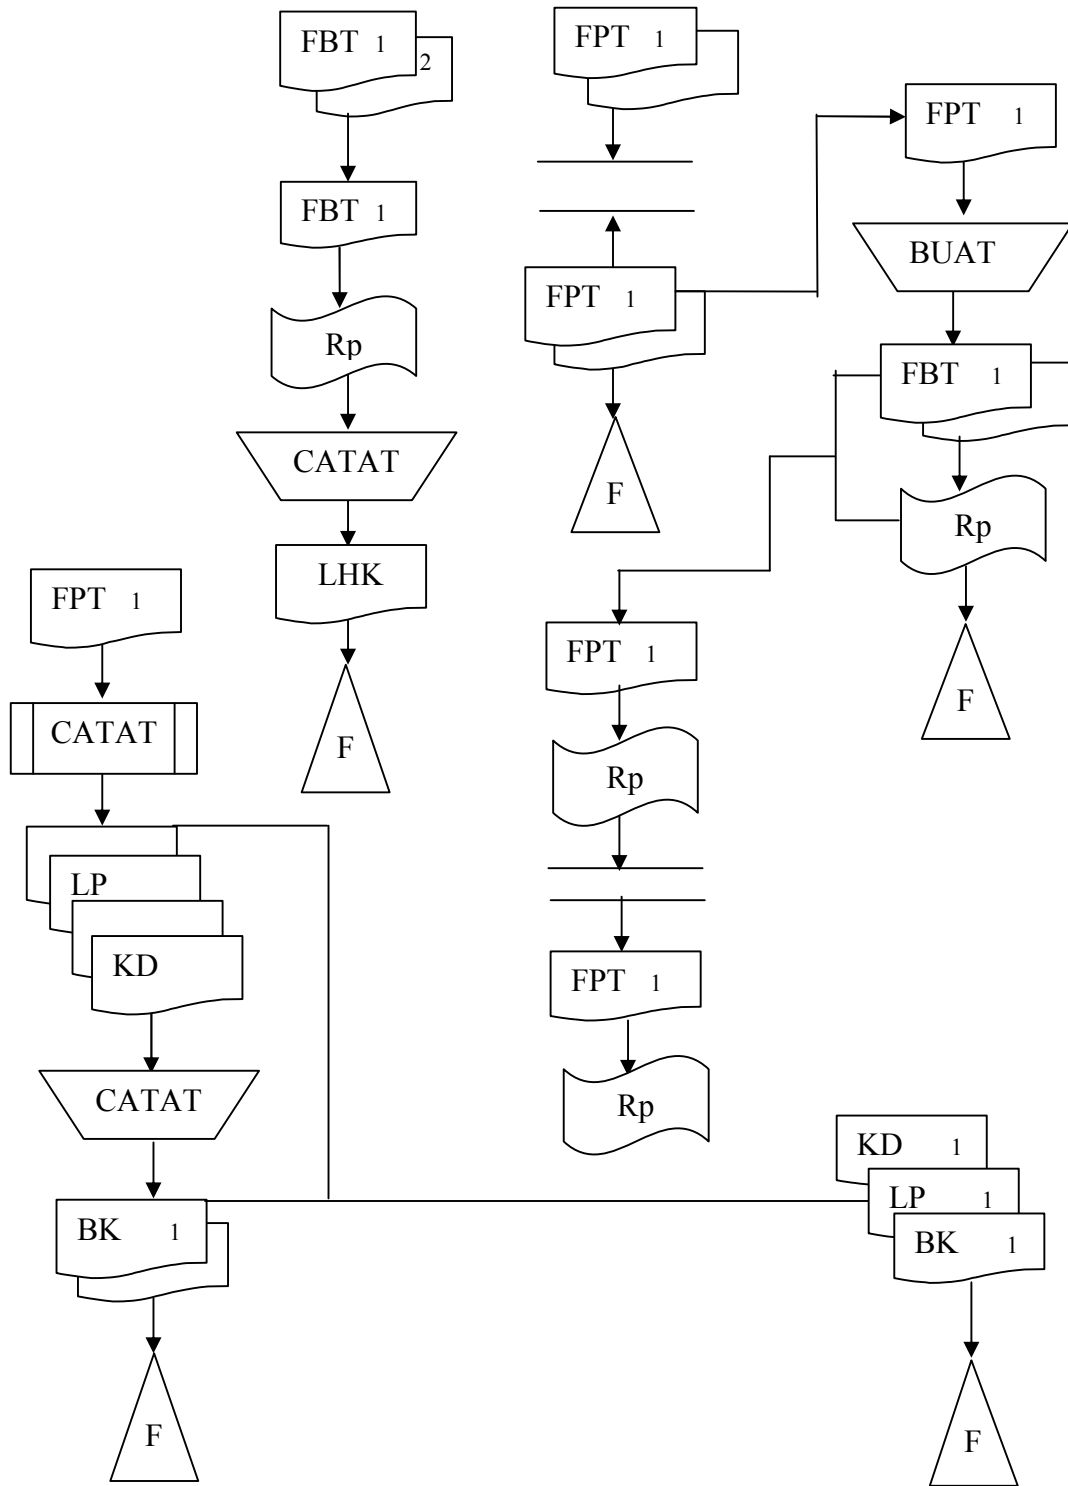 FBT 1
2
FBT 1
Rp
CATAT
LHK
F
FPT 1
CATAT
LP
KD
CATAT
BK 1
F
FPT 1
FPT 1
F
FPT 1
BUAT
FBT 1
Rp
F
FPT 1
Rp
FPT 1
Rp
KD 1
LP 1
BK 1
F